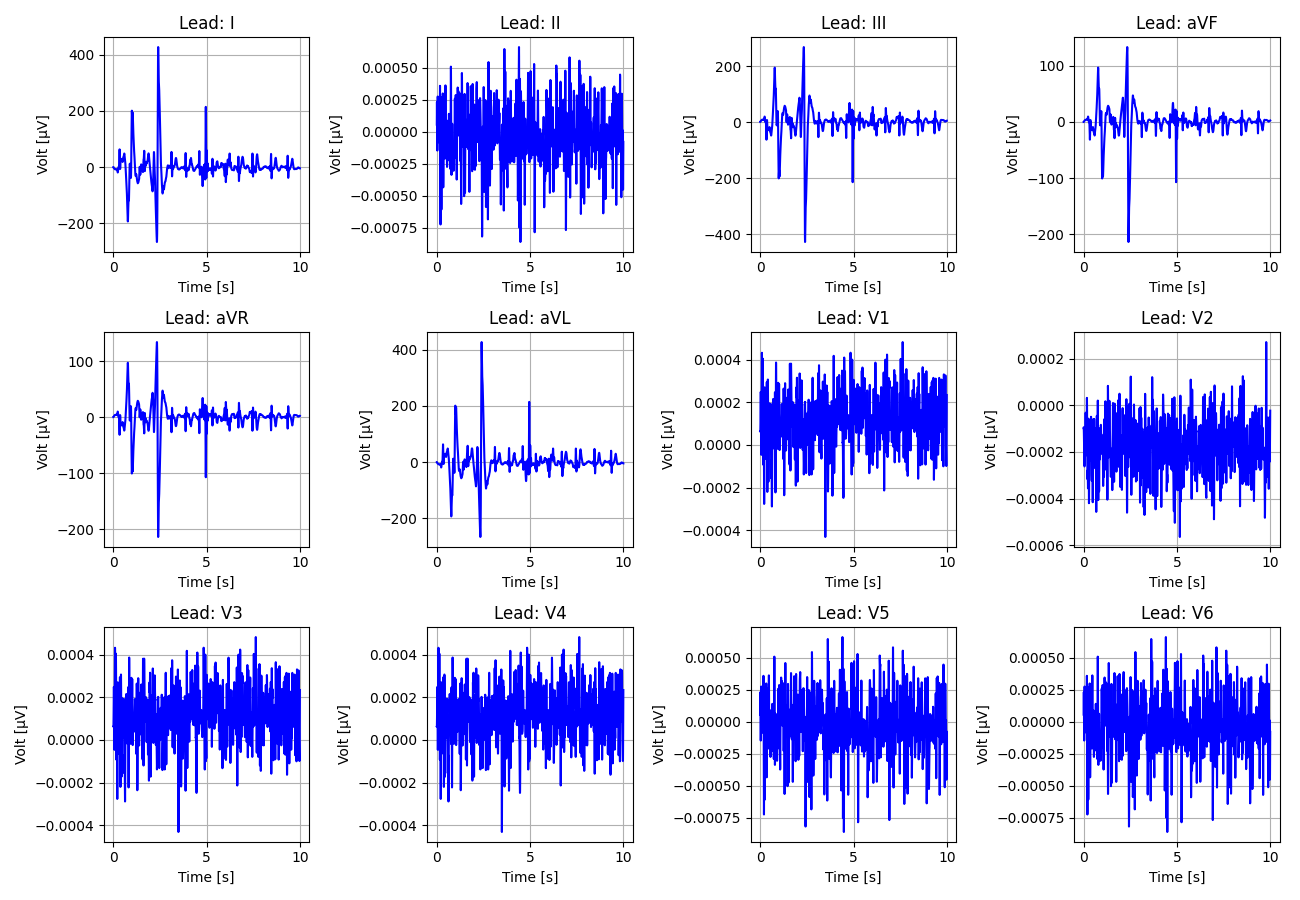 Lead: I
Volt [µV]
400
200
0
−200
0 5 10
Time [s]
Lead: II
Volt [µV]
0.00050
0.00025
0.00000
−0.00025
−0.00050
−0.00075
0 5 10
Time [s]
Lead: III
Volt [µV]
200
0
−200
−400
0 5 10
Time [s]
Lead: aVF
Volt [µV]
100
0
−100
−200
0 5 10
Time [s]
Lead: aVR
Volt [µV]
100
0
−100
−200
0 5 10
Time [s]
Lead: aVL
Volt [µV]
400
200
0
−200
0 5 10
Time [s]
Lead: V1
Volt [µV]
0.0004
0.0002
0.0000
−0.0002
−0.0004
0 5 10
Time [s]
Lead: V2
Volt [µV]
0.0002
0.0000
−0.0002
−0.0004
−0.0006
0 5 10
Time [s]
Lead: V3
Volt [µV]
0.0004
0.0002
0.0000
−0.0002
−0.0004
0 5 10
Time [s]
Lead: V4
Volt [µV]
0.0004
0.0002
0.0000
−0.0002
−0.0004
0 5 10
Time [s]
Lead: V5
Volt [µV]
0.00050
0.00025
0.00000
−0.00025
−0.00050
−0.00075
0 5 10
Time [s]
Lead: V6
Volt [µV]
0.00050
0.00025
0.00000
−0.00025
−0.00050
−0.00075
0 5 10
Time [s]